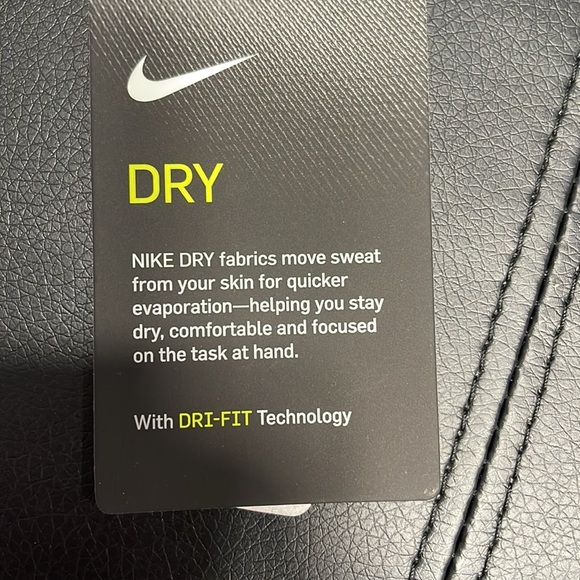 DRY
NIKE DRY fabrics move sweat
from your skin for quicker
evaporation—helping you stay
dry, comfortable and focused
on the task at hand.
With DRI-FIT Technology